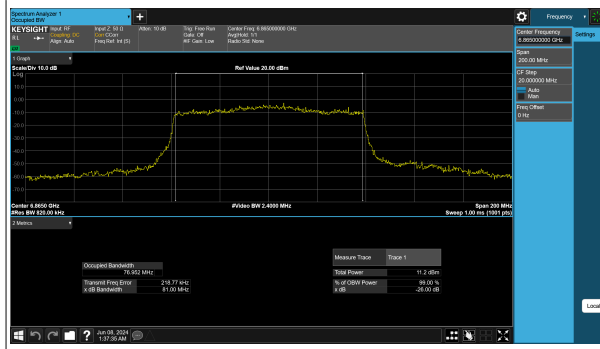 Spectrum Analyzer 1
Occupied BW
+
Frequency
KEYSIGHT
Input: RF
Input Z: 50 Ω
Atten: 10 dB
Trig: Free Run
Center Freq: 6.865000000 GHz
RL
Coupling: DC
Corr CCorr
Gate: Off
Avg|Hold: 1/1
Align: Auto
Freq Ref: Int (S)
#IF Gain: Low
Radio Std: None
Center Frequency
6.865000000 GHz
Settings
Span
200.00 MHz
CF Step
20.000000 MHz
Auto
Man
Freq Offset
0 Hz
1 Graph
Scale/Div 10.0 dB
Ref Value 20.00 dBm
Log
10.0
0.00
-10.0
-20.0
-30.0
-40.0
-50.0
-60.0
-70.0
Center 6.8650 GHz
#Video BW 2.4000 MHz
Span 200 MHz
#Res BW 820.00 kHz
Sweep 1.00 ms (1001 pts)
2 Metrics
Measure Trace
Trace 1
Occupied Bandwidth
76.952 MHz
Total Power
11.2 dBm
Transmit Freq Error
218.77 kHz
% of OBW Power
99.00 %
x dB Bandwidth
81.00 MHz
x dB
-26.00 dB
Local
?
Jun 08, 2024
1:37:35 AM